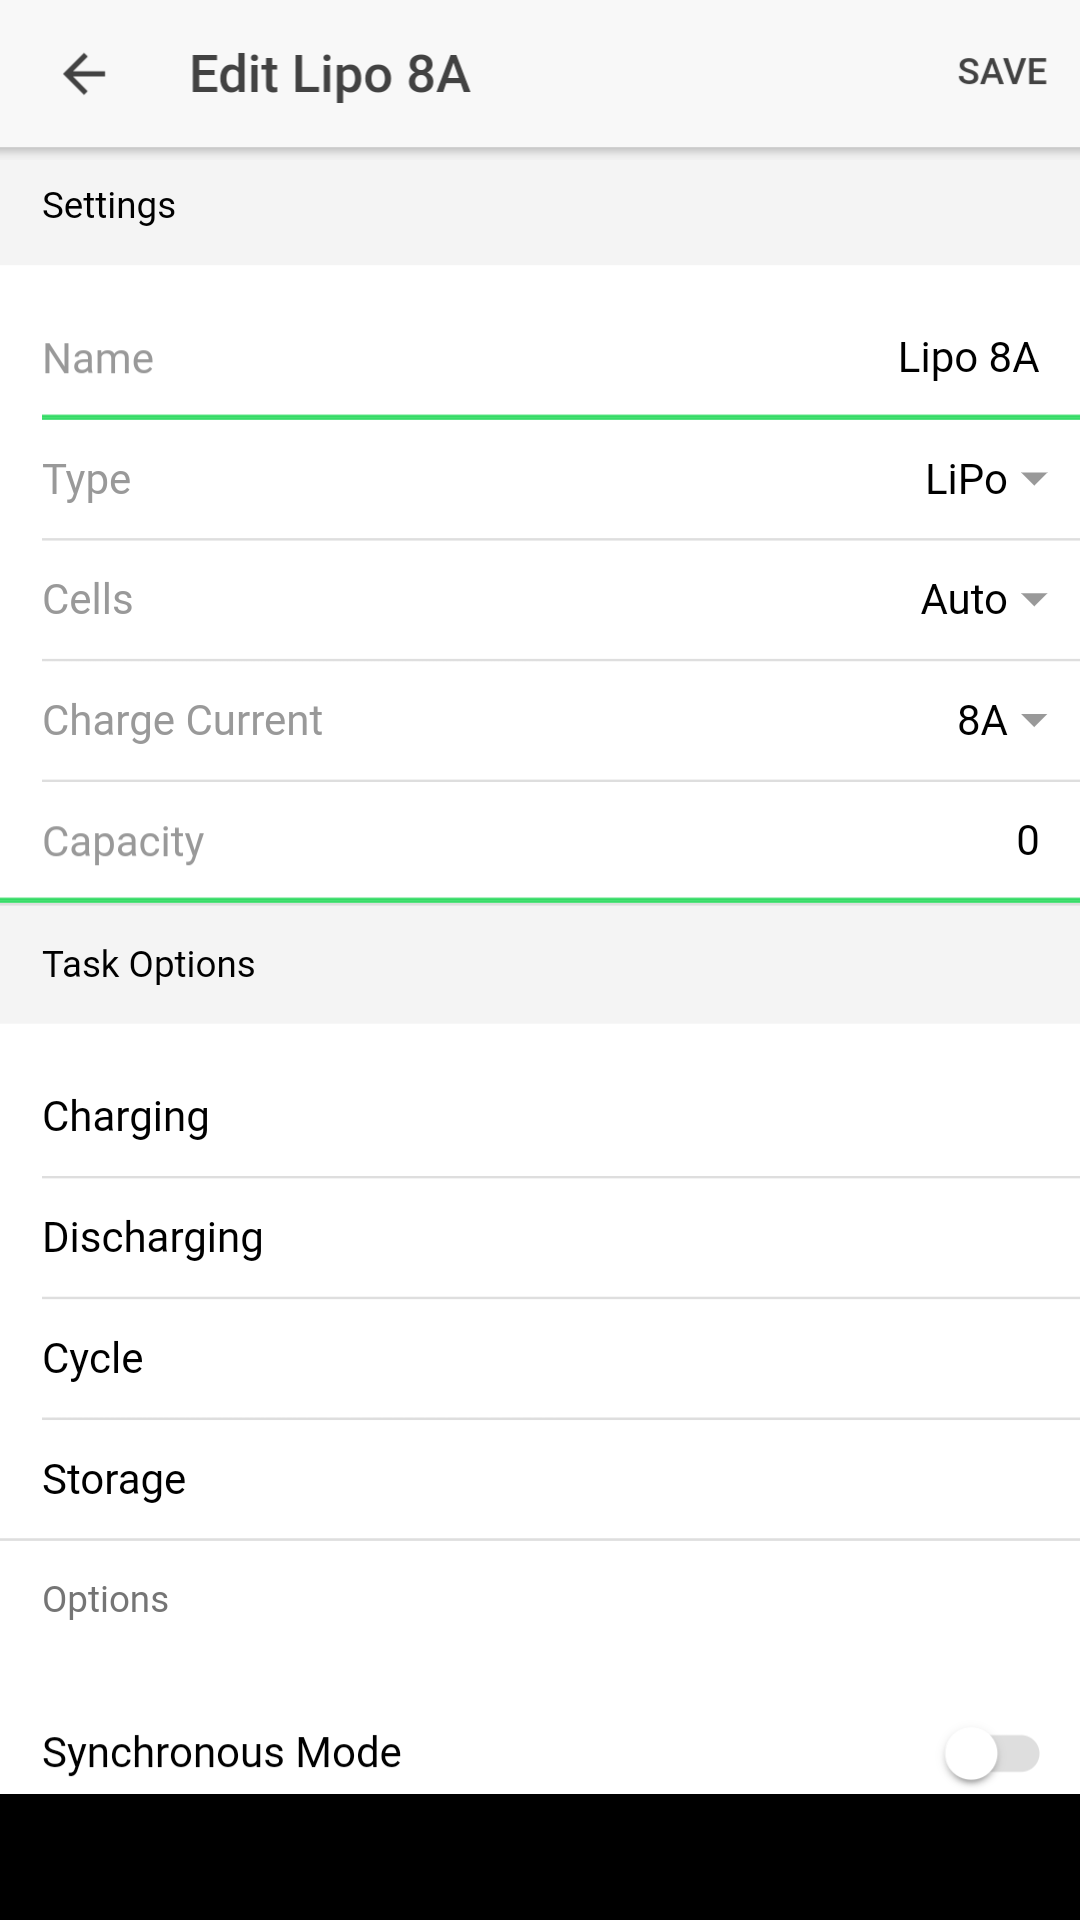 Edit Lipo 8A SAVE
Settings
Name Lipo 8A
Type LiPo
Cells Auto
Charge Current 8A
Capacity 0
Task Options
Charging
Discharging
Cycle
Storage
Options
Synchronous Mode